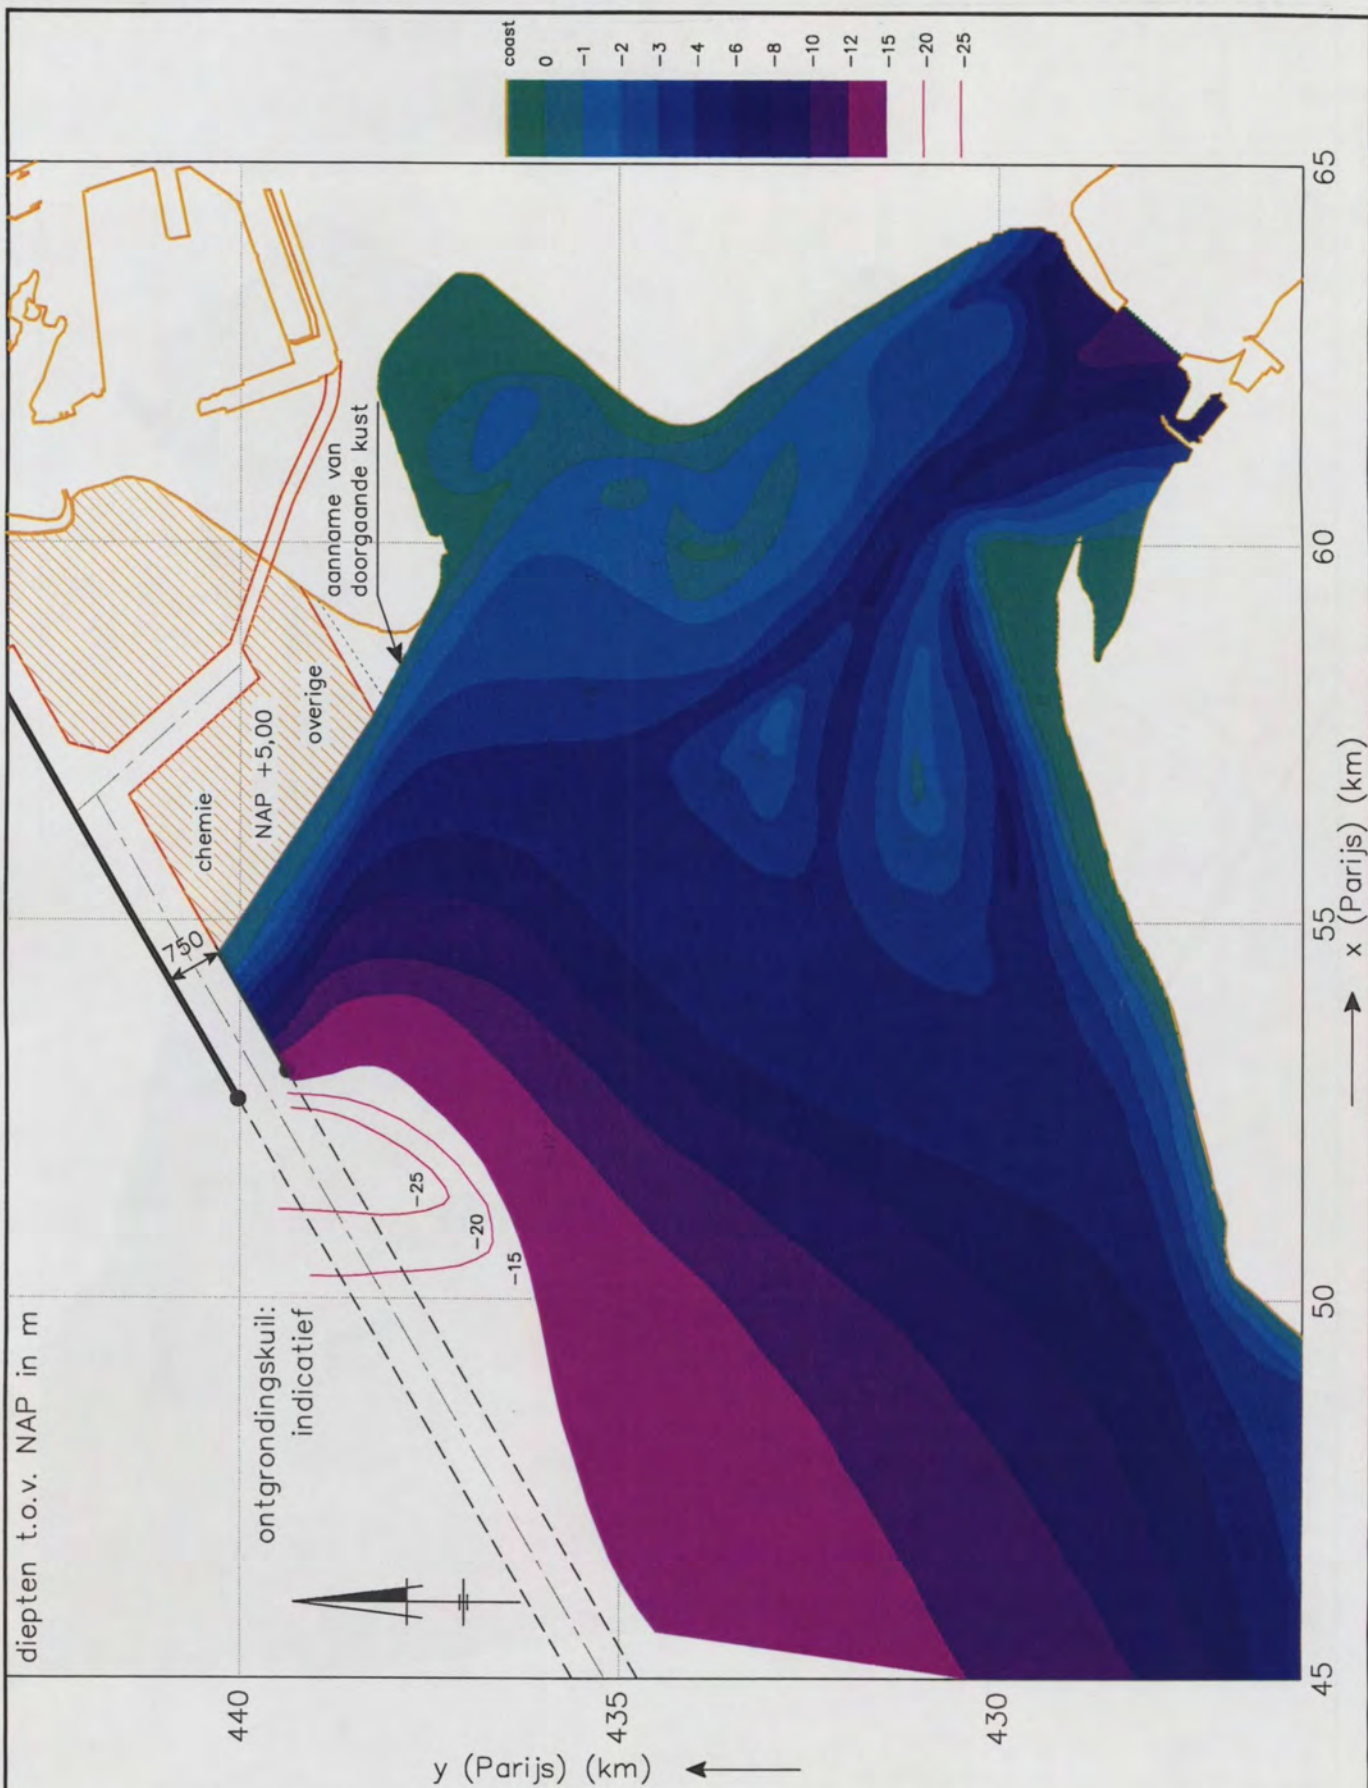 diepten t.o.v. NAP in m
coast
0
-1
-2
-3
-4
-6
-8
-10
-12
-15
-20
-25
aanname van
doorgaande kust
chemie
NAP +5,00
overige
750
ontgrondingskuil:
indicatief
-25
-20
-15
440
435
430
y (Parijs) (km)
45
50
55
60
65
x (Parijs) (km)